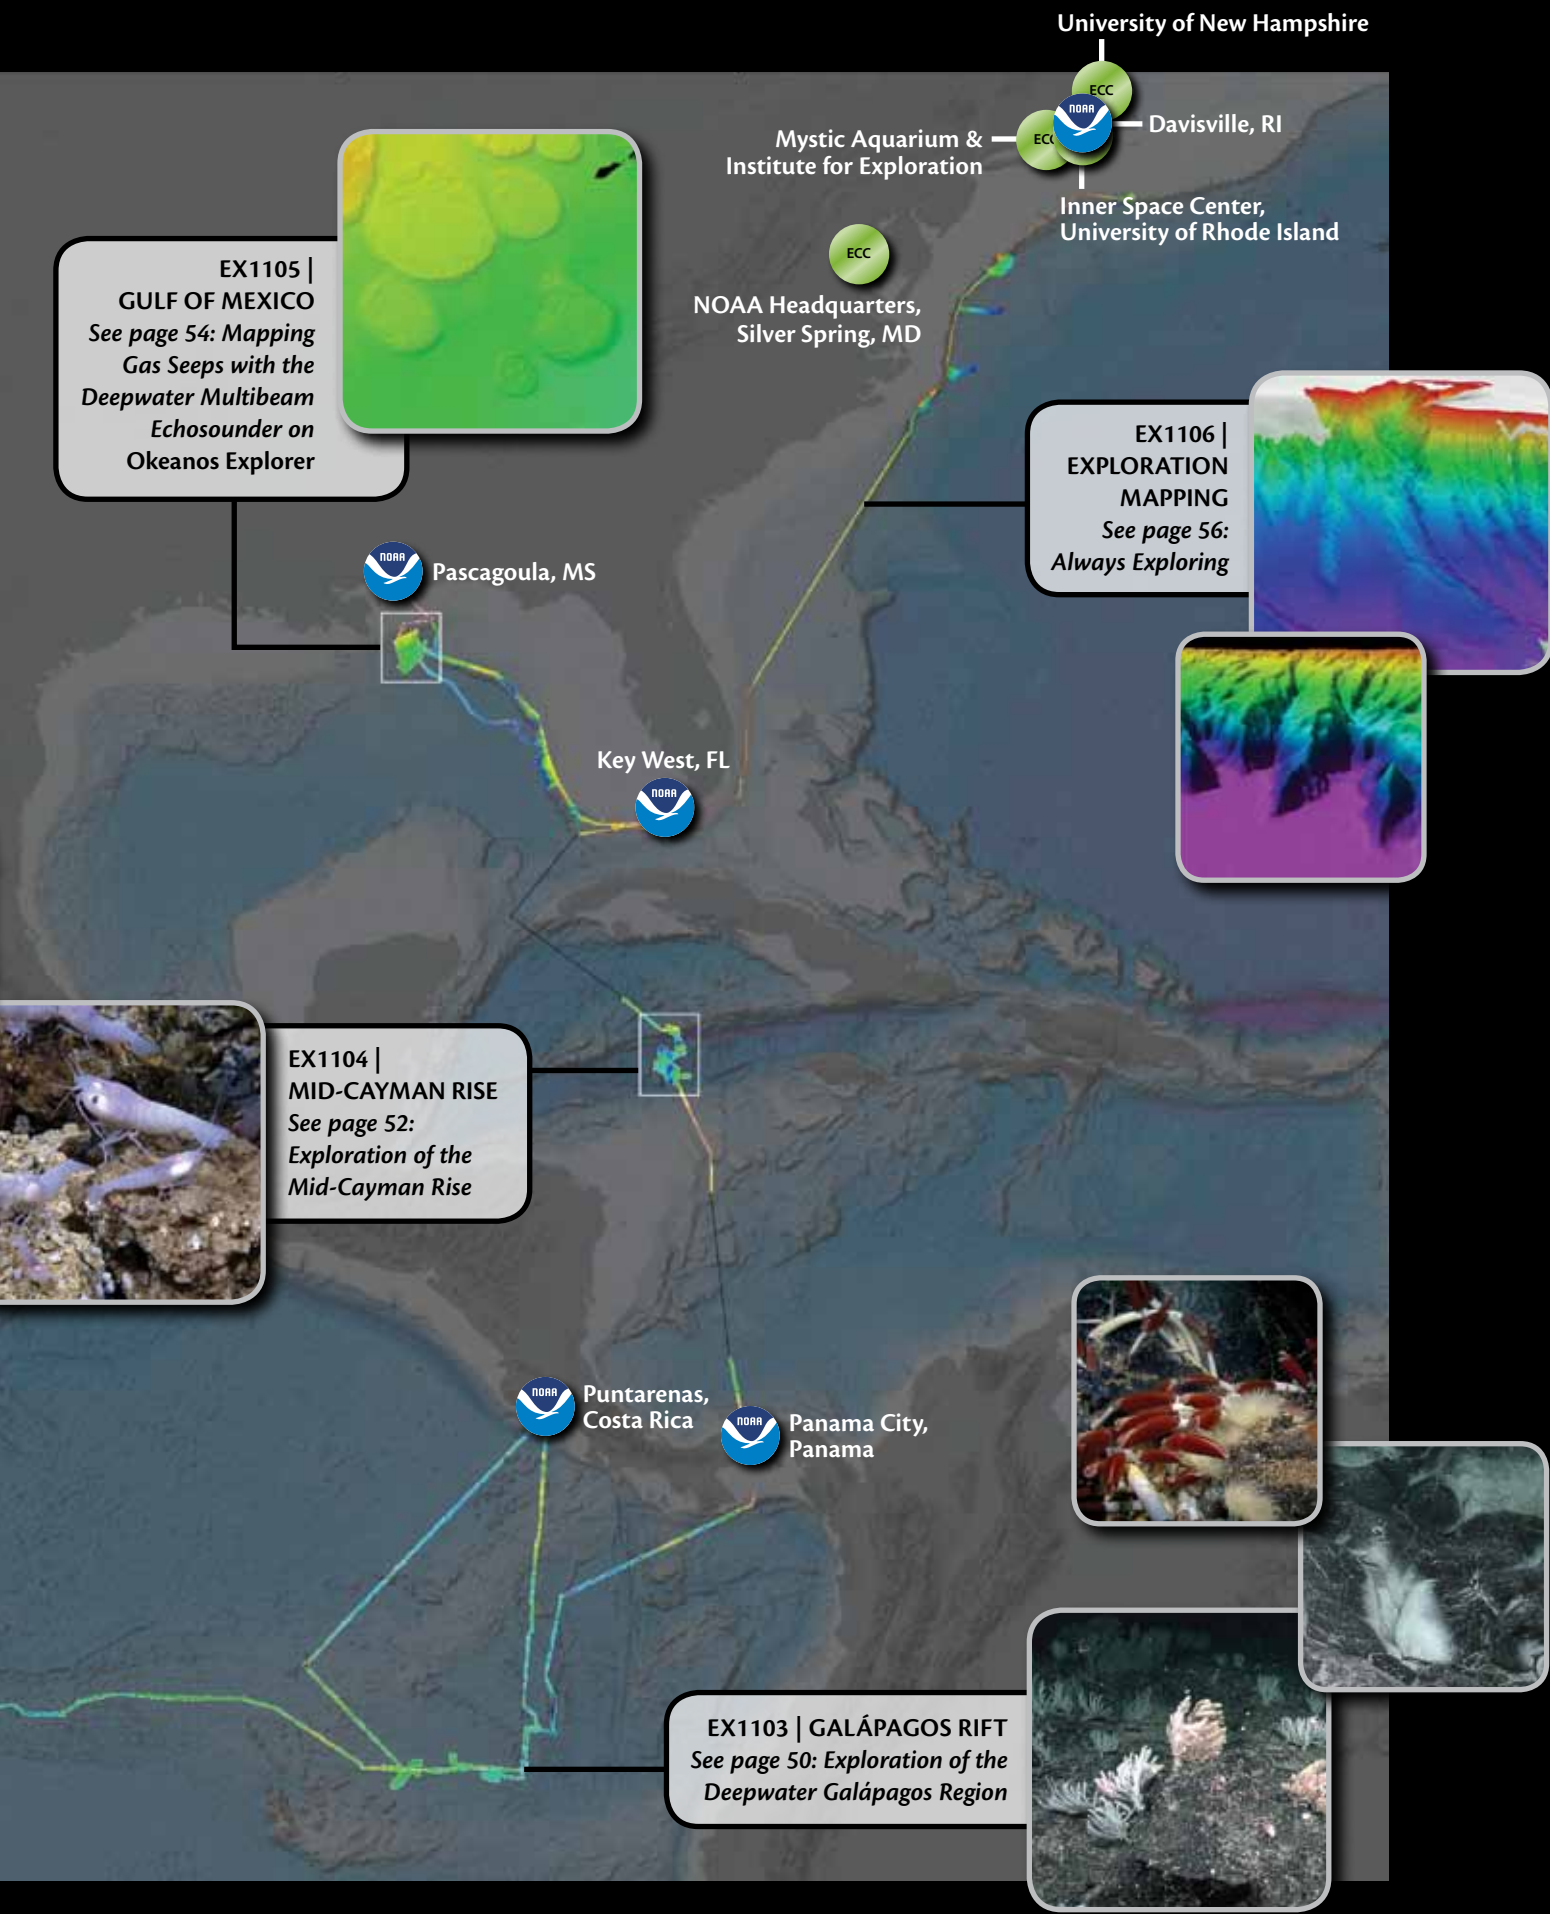 University of New Hampshire
ECC
NOAA
ECC
Davisville, RI
Mystic Aquarium &
Institute for Exploration
Inner Space Center,
University of Rhode Island
ECC
NOAA Headquarters,
Silver Spring, MD
EX1105 |
GULF OF MEXICO
See page 54: Mapping
Gas Seeps with the
Deepwater Multibeam
Echosounder on
Okeanos Explorer
EX1106 |
EXPLORATION
MAPPING
See page 56:
Always Exploring
NOAA
Pascagoula, MS
Key West, FL
NOAA
EX1104 |
MID-CAYMAN RISE
See page 52:
Exploration of the
Mid-Cayman Rise
NOAA
Puntarenas,
Costa Rica
NOAA
Panama City,
Panama
EX1103 | GALÁPAGOS RIFT
See page 50: Exploration of the
Deepwater Galápagos Region